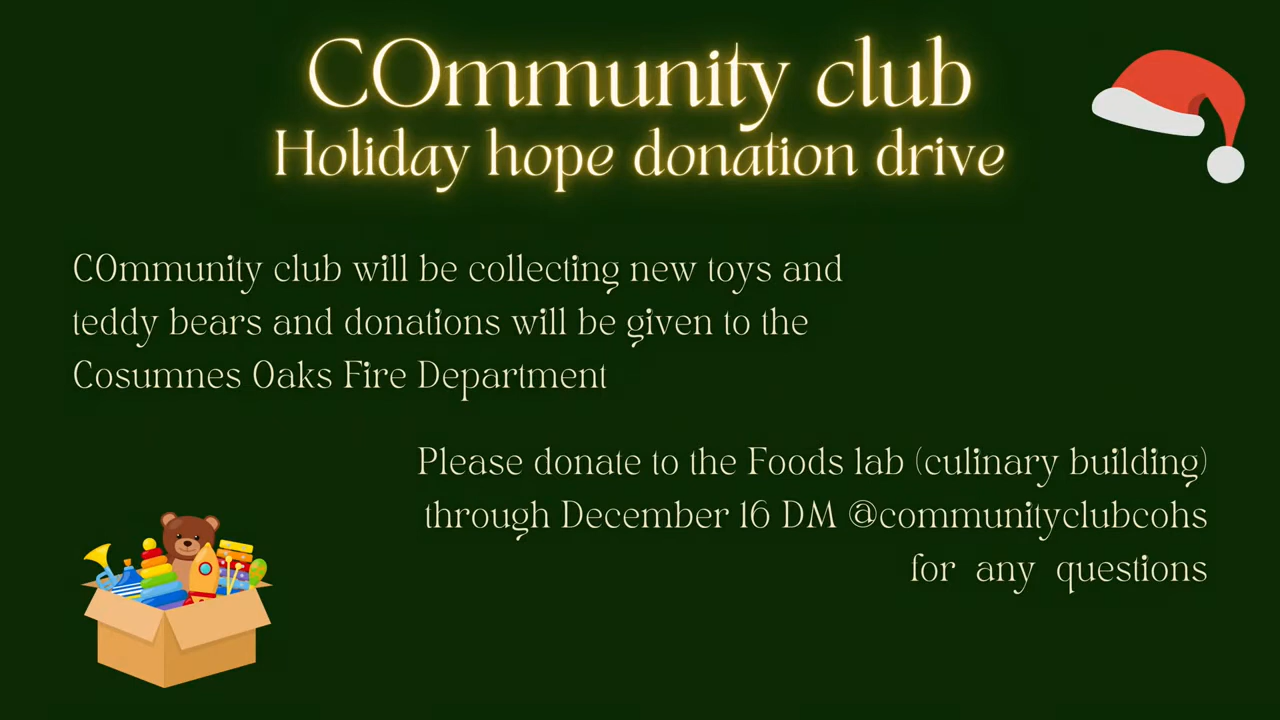 COmmunity club
Holiday hope donation drive
COmmunity club will be collecting new toys and
teddy bears and donations will be given to the
Cosumnes Oaks Fire Department
Please donate to the Foods lab (culinary building)
through December 16 DM @communityclubcohs
for any questions